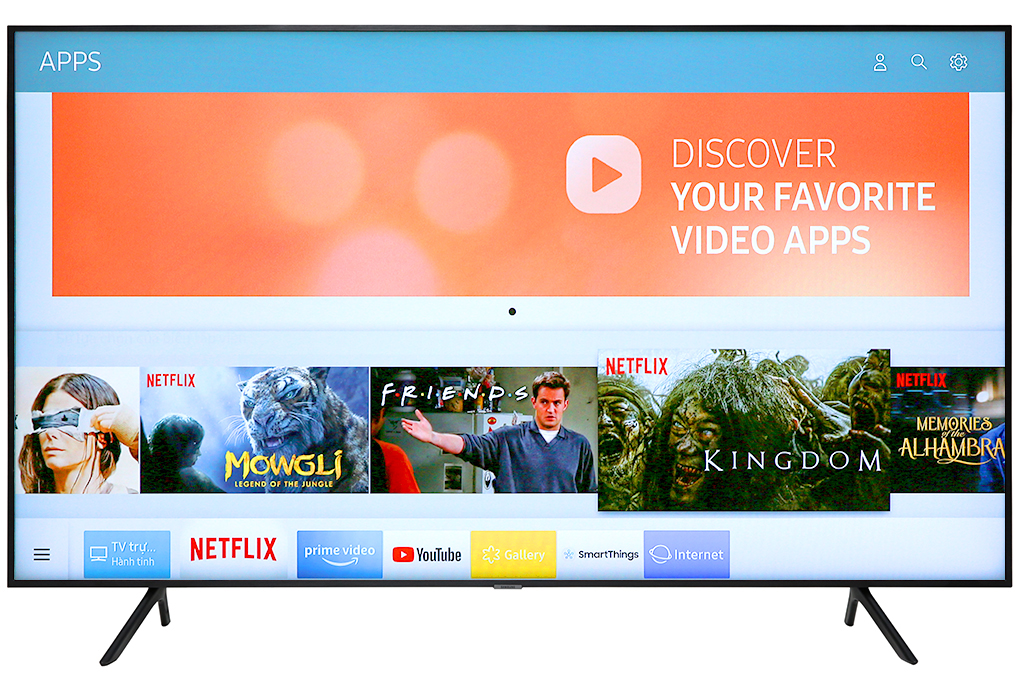 APPS
DISCOVER
YOUR FAVORITE
VIDEO APPS
NETFLIX
MOWGLI
LEGEND OF THE JUNGLE
F·R·I·E·N·D·S
NETFLIX
KINGDOM
NETFLIX
MEMORIES
of the
ALHAMBRA
TV trự...
Hành tinh
NETFLIX
prime video
YouTube
Gallery
SmartThings
Internet